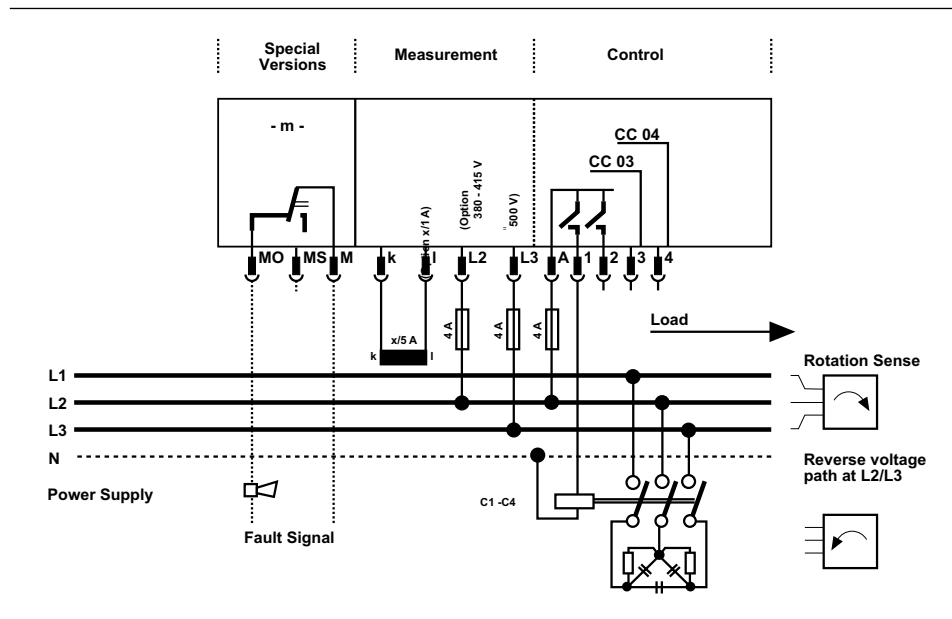 Special
Versions
Measurement
Control
- m -
CC 04
CC 03
(Option x/1 A)
(Option
380 - 415 V
500 V)
MO
MS
M
k
l
L2
L3
A
1
2
3
4
4 A
4 A
4 A
x/5 A
k
l
Load
L1
L2
L3
N
Rotation Sense
Reverse voltage
path at L2/L3
Power Supply
C1 -C4
Fault Signal